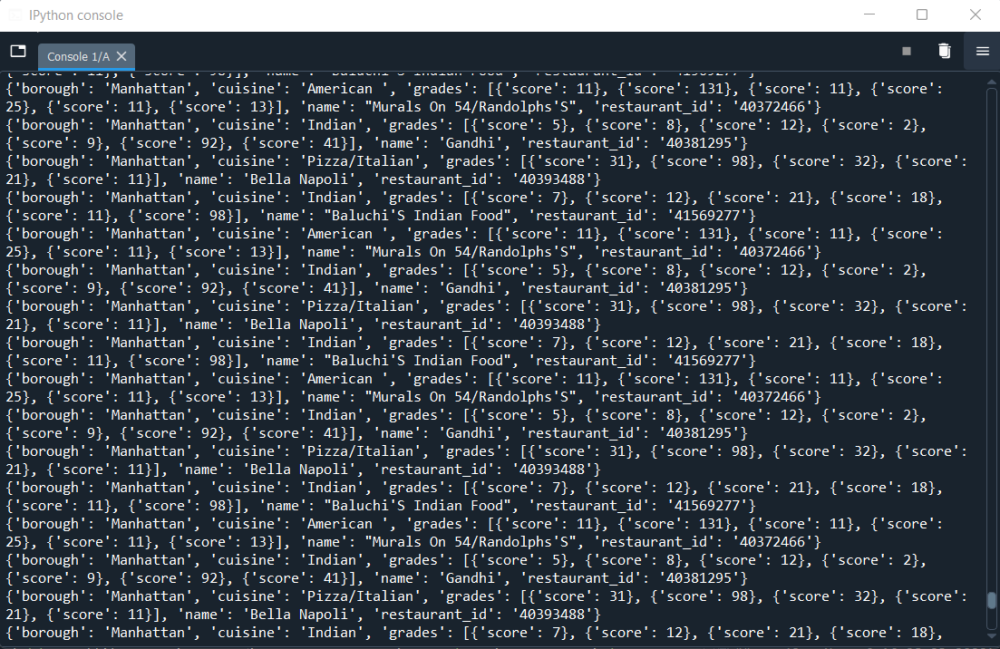 IPython console
Console 1/A
{'borough': 'Manhattan', 'cuisine': 'American ', 'grades': [{'score': 11}, {'score': 131}, {'score': 11}, {'score':
25}, {'score': 11}, {'score': 13}], 'name': "Murals On 54/Randolphs'S", 'restaurant_id': '40372466'}
{'borough': 'Manhattan', 'cuisine': 'Indian', 'grades': [{'score': 5}, {'score': 8}, {'score': 12}, {'score': 2},
{'score': 9}, {'score': 92}, {'score': 41}], 'name': 'Gandhi', 'restaurant_id': '40381295'}
{'borough': 'Manhattan', 'cuisine': 'Pizza/Italian', 'grades': [{'score': 31}, {'score': 98}, {'score': 32}, {'score':
21}, {'score': 11}], 'name': 'Bella Napoli', 'restaurant_id': '40393488'}
{'borough': 'Manhattan', 'cuisine': 'Indian', 'grades': [{'score': 7}, {'score': 12}, {'score': 21}, {'score': 18},
{'score': 11}, {'score': 98}], 'name': "Baluchi'S Indian Food", 'restaurant_id': '41569277'}
{'borough': 'Manhattan', 'cuisine': 'American ', 'grades': [{'score': 11}, {'score': 131}, {'score': 11}, {'score':
25}, {'score': 11}, {'score': 13}], 'name': "Murals On 54/Randolphs'S", 'restaurant_id': '40372466'}
{'borough': 'Manhattan', 'cuisine': 'Indian', 'grades': [{'score': 5}, {'score': 8}, {'score': 12}, {'score': 2},
{'score': 9}, {'score': 92}, {'score': 41}], 'name': 'Gandhi', 'restaurant_id': '40381295'}
{'borough': 'Manhattan', 'cuisine': 'Pizza/Italian', 'grades': [{'score': 31}, {'score': 98}, {'score': 32}, {'score':
21}, {'score': 11}], 'name': 'Bella Napoli', 'restaurant_id': '40393488'}
{'borough': 'Manhattan', 'cuisine': 'Indian', 'grades': [{'score': 7}, {'score': 12}, {'score': 21}, {'score': 18},
{'score': 11}, {'score': 98}], 'name': "Baluchi'S Indian Food", 'restaurant_id': '41569277'}
{'borough': 'Manhattan', 'cuisine': 'American ', 'grades': [{'score': 11}, {'score': 131}, {'score': 11}, {'score':
25}, {'score': 11}, {'score': 13}], 'name': "Murals On 54/Randolphs'S", 'restaurant_id': '40372466'}
{'borough': 'Manhattan', 'cuisine': 'Indian', 'grades': [{'score': 5}, {'score': 8}, {'score': 12}, {'score': 2},
{'score': 9}, {'score': 92}, {'score': 41}], 'name': 'Gandhi', 'restaurant_id': '40381295'}
{'borough': 'Manhattan', 'cuisine': 'Pizza/Italian', 'grades': [{'score': 31}, {'score': 98}, {'score': 32}, {'score':
21}, {'score': 11}], 'name': 'Bella Napoli', 'restaurant_id': '40393488'}
{'borough': 'Manhattan', 'cuisine': 'Indian', 'grades': [{'score': 7}, {'score': 12}, {'score': 21}, {'score': 18},
{'score': 11}, {'score': 98}], 'name': "Baluchi'S Indian Food", 'restaurant_id': '41569277'}
{'borough': 'Manhattan', 'cuisine': 'American ', 'grades': [{'score': 11}, {'score': 131}, {'score': 11}, {'score':
25}, {'score': 11}, {'score': 13}], 'name': "Murals On 54/Randolphs'S", 'restaurant_id': '40372466'}
{'borough': 'Manhattan', 'cuisine': 'Indian', 'grades': [{'score': 5}, {'score': 8}, {'score': 12}, {'score': 2},
{'score': 9}, {'score': 92}, {'score': 41}], 'name': 'Gandhi', 'restaurant_id': '40381295'}
{'borough': 'Manhattan', 'cuisine': 'Pizza/Italian', 'grades': [{'score': 31}, {'score': 98}, {'score': 32}, {'score':
21}, {'score': 11}], 'name': 'Bella Napoli', 'restaurant_id': '40393488'}
{'borough': 'Manhattan', 'cuisine': 'Indian', 'grades': [{'score': 7}, {'score': 12}, {'score': 21}, {'score': 18},